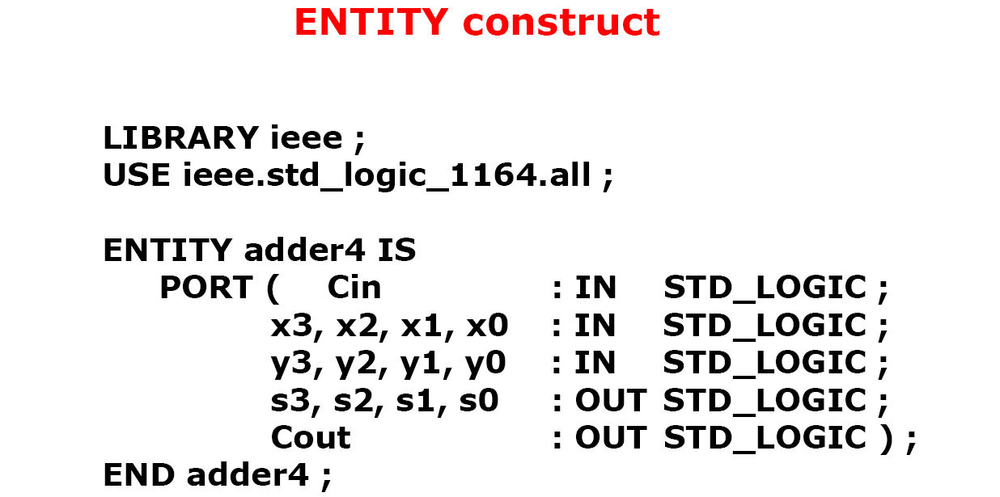 ENTITY construct
LIBRARY ieee ;
USE ieee.std_logic_1164.all ;
ENTITY adder4 IS
PORT ( Cin : IN STD_LOGIC ;
x3, x2, x1, x0 : IN STD_LOGIC ;
y3, y2, y1, y0 : IN STD_LOGIC ;
s3, s2, s1, s0 : OUT STD_LOGIC ;
Cout : OUT STD_LOGIC ) ;
END adder4 ;